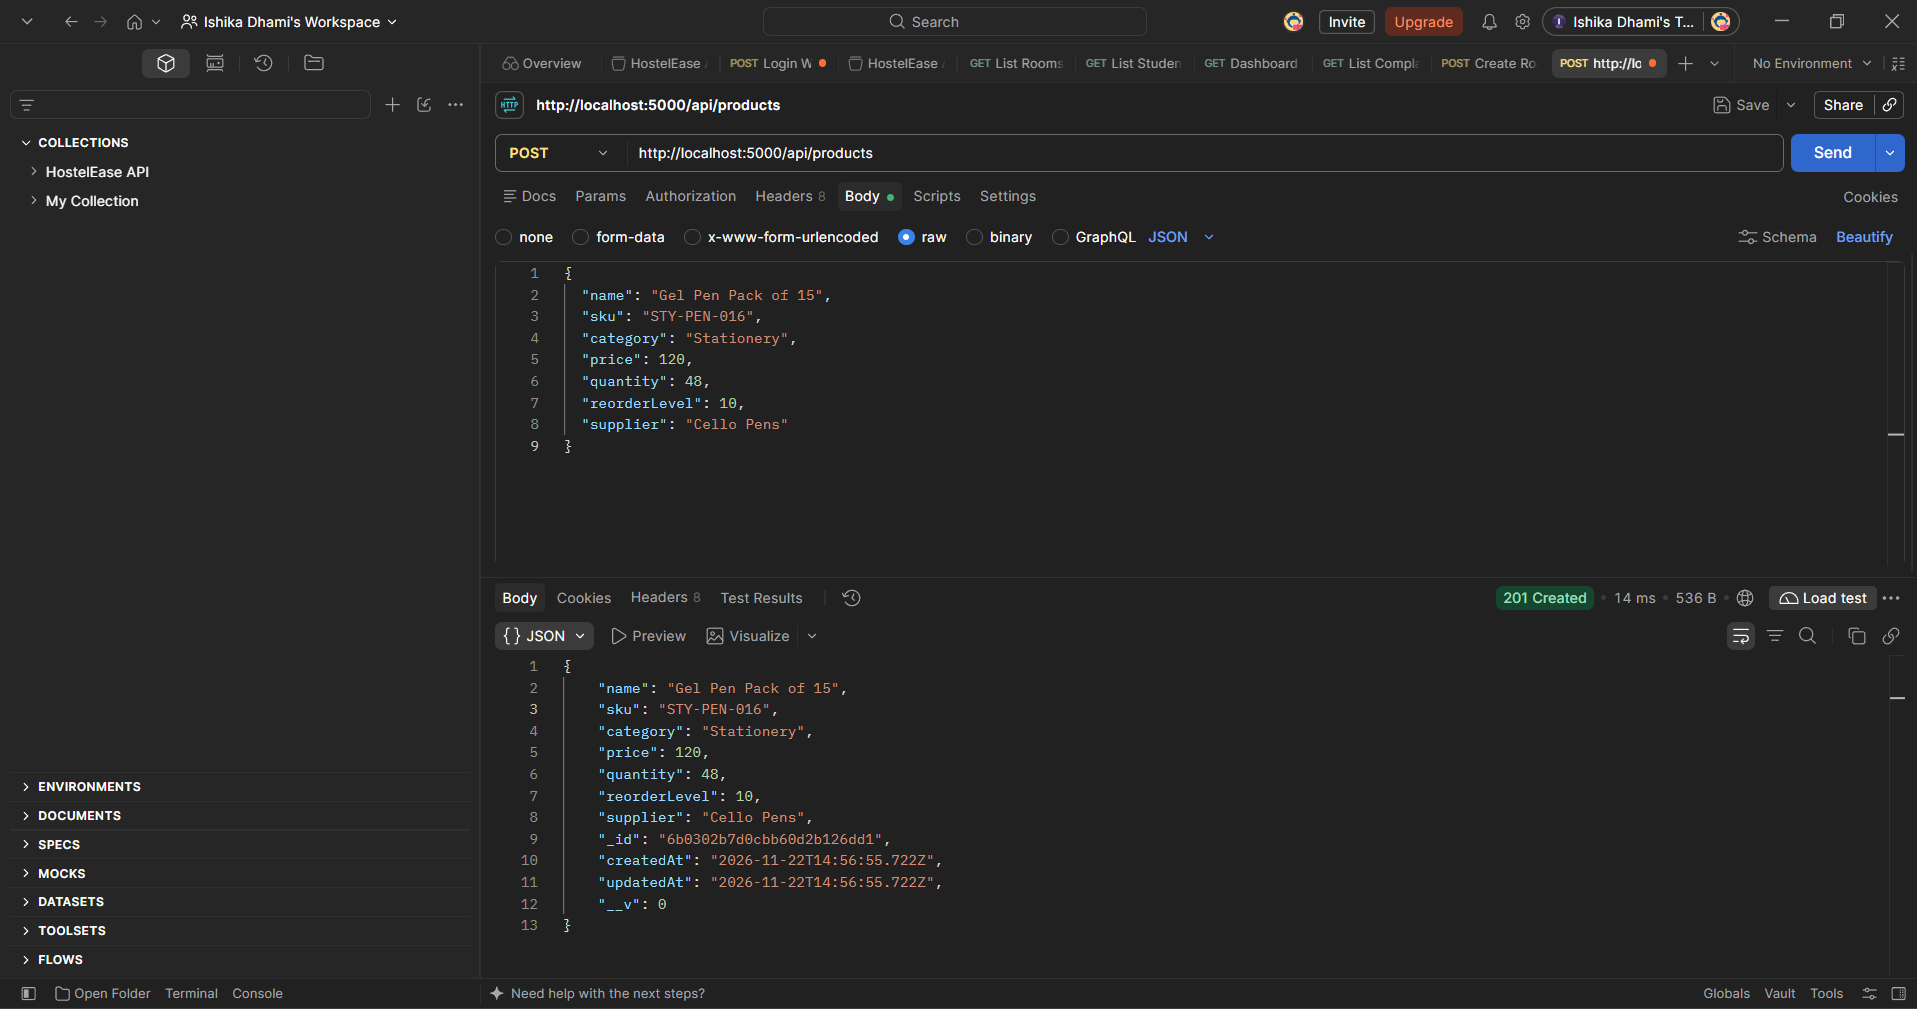 Ishika Dhami's Workspace
Search
Invite
Upgrade
Ishika Dhami's T...
Overview
HostelEase
POST Login W
HostelEase
GET List Rooms
GET List Studen
GET Dashboard
GET List Compl
POST Create Ro
POST http://lo
No Environment
HTTP
http://localhost:5000/api/products
Save
Share
COLLECTIONS
HostelEase API
My Collection
POST
http://localhost:5000/api/products
Send
Docs
Params
Authorization
Headers 8
Body
Scripts
Settings
Cookies
none
form-data
x-www-form-urlencoded
raw
binary
GraphQL
JSON
Schema
Beautify
1 {
2 "name": "Gel Pen Pack of 15",
3 "sku": "STY-PEN-016",
4 "category": "Stationery",
5 "price": 120,
6 "quantity": 48,
7 "reorderLevel": 10,
8 "supplier": "Cello Pens"
9 }
Body
Cookies
Headers 8
Test Results
201 Created
14 ms
536 B
Load test
{} JSON
Preview
Visualize
1 {
2 "name": "Gel Pen Pack of 15",
3 "sku": "STY-PEN-016",
4 "category": "Stationery",
5 "price": 120,
6 "quantity": 48,
7 "reorderLevel": 10,
8 "supplier": "Cello Pens",
9 "_id": "6b0302b7d0cbb60d2b126dd1",
10 "createdAt": "2026-11-22T14:56:55.722Z",
11 "updatedAt": "2026-11-22T14:56:55.722Z",
12 "__v": 0
13 }
ENVIRONMENTS
DOCUMENTS
SPECS
MOCKS
DATASETS
TOOLSETS
FLOWS
Open Folder
Terminal
Console
Need help with the next steps?
Globals
Vault
Tools